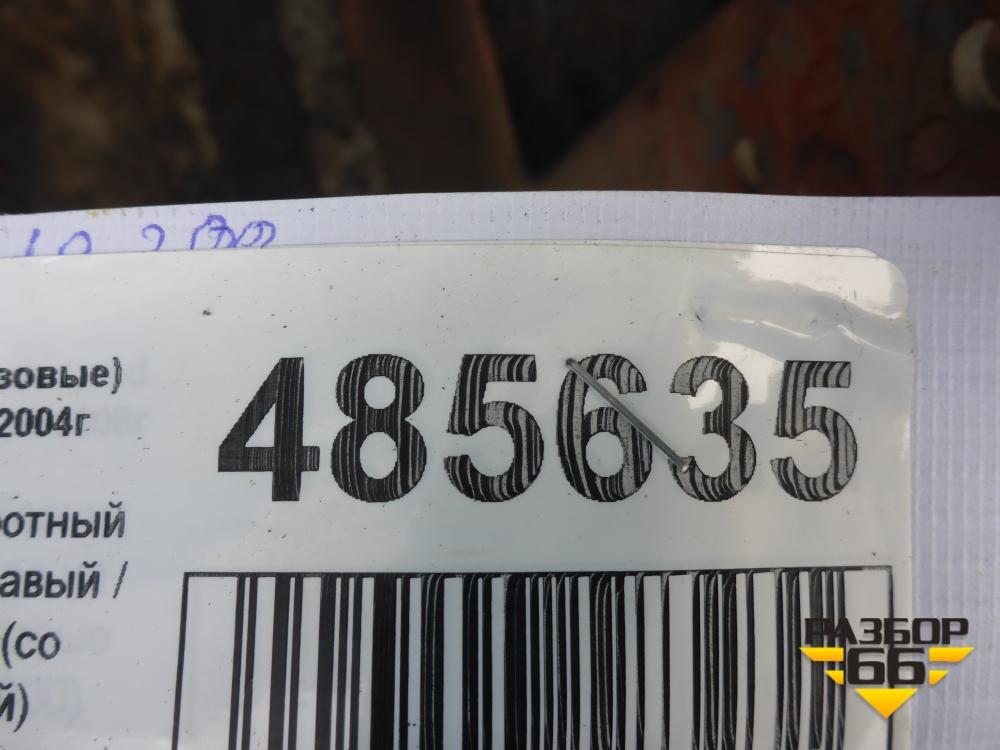 зовые)
2004г
485635
ротный
авый /
(со
й)
РАЗБОР
66